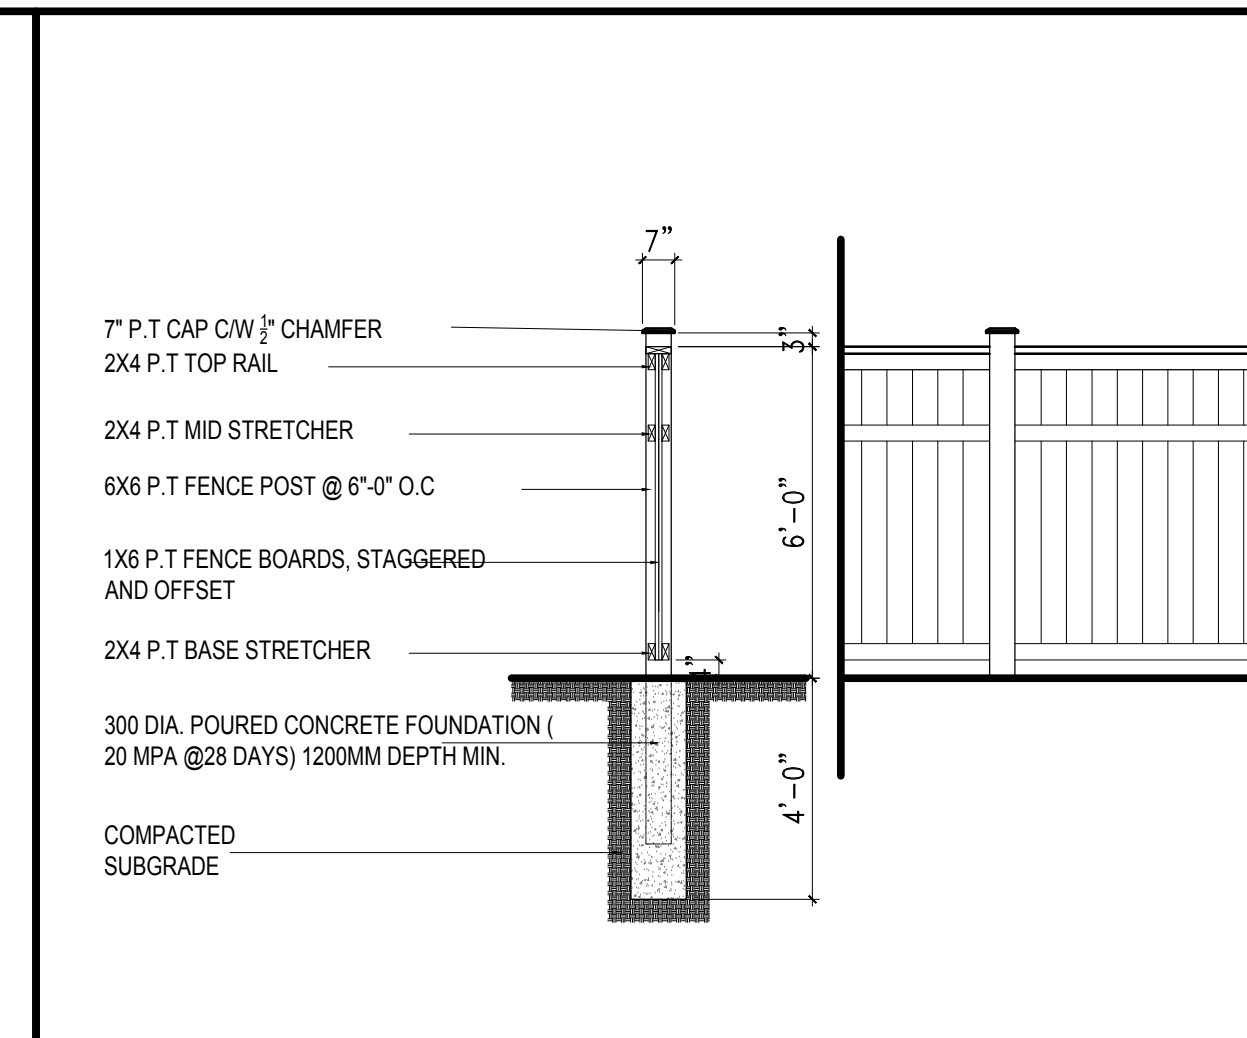 7”
7" P.T CAP C/W ½" CHAMFER
2X4 P.T TOP RAIL
2X4 P.T MID STRETCHER
6X6 P.T FENCE POST @ 6"-0" O.C
1X6 P.T FENCE BOARDS, STAGGERED
AND OFFSET
2X4 P.T BASE STRETCHER
300 DIA. POURED CONCRETE FOUNDATION (
20 MPA @28 DAYS) 1200MM DEPTH MIN.
COMPACTED
SUBGRADE
3”
6’-0”
4”
4’-0”